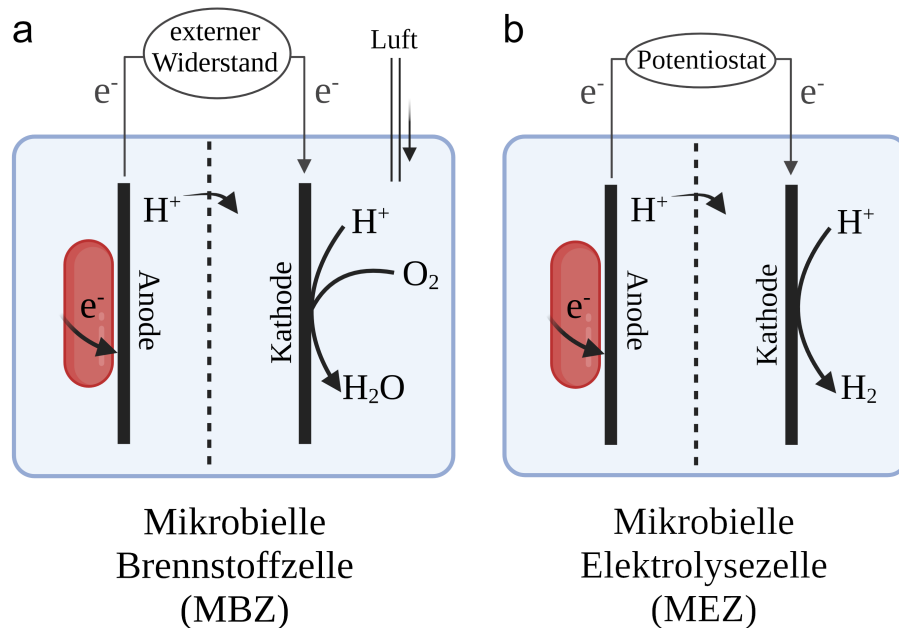 a
externer
Widerstand
Luft
e⁻
e⁻
H⁺
H⁺
e⁻
Anode
Kathode
O₂
H₂O
Mikrobielle
Brennstoffzelle
(MBZ)
b
Potentiostat
e⁻
e⁻
H⁺
H⁺
e⁻
Anode
Kathode
H₂
Mikrobielle
Elektrolysezelle
(MEZ)